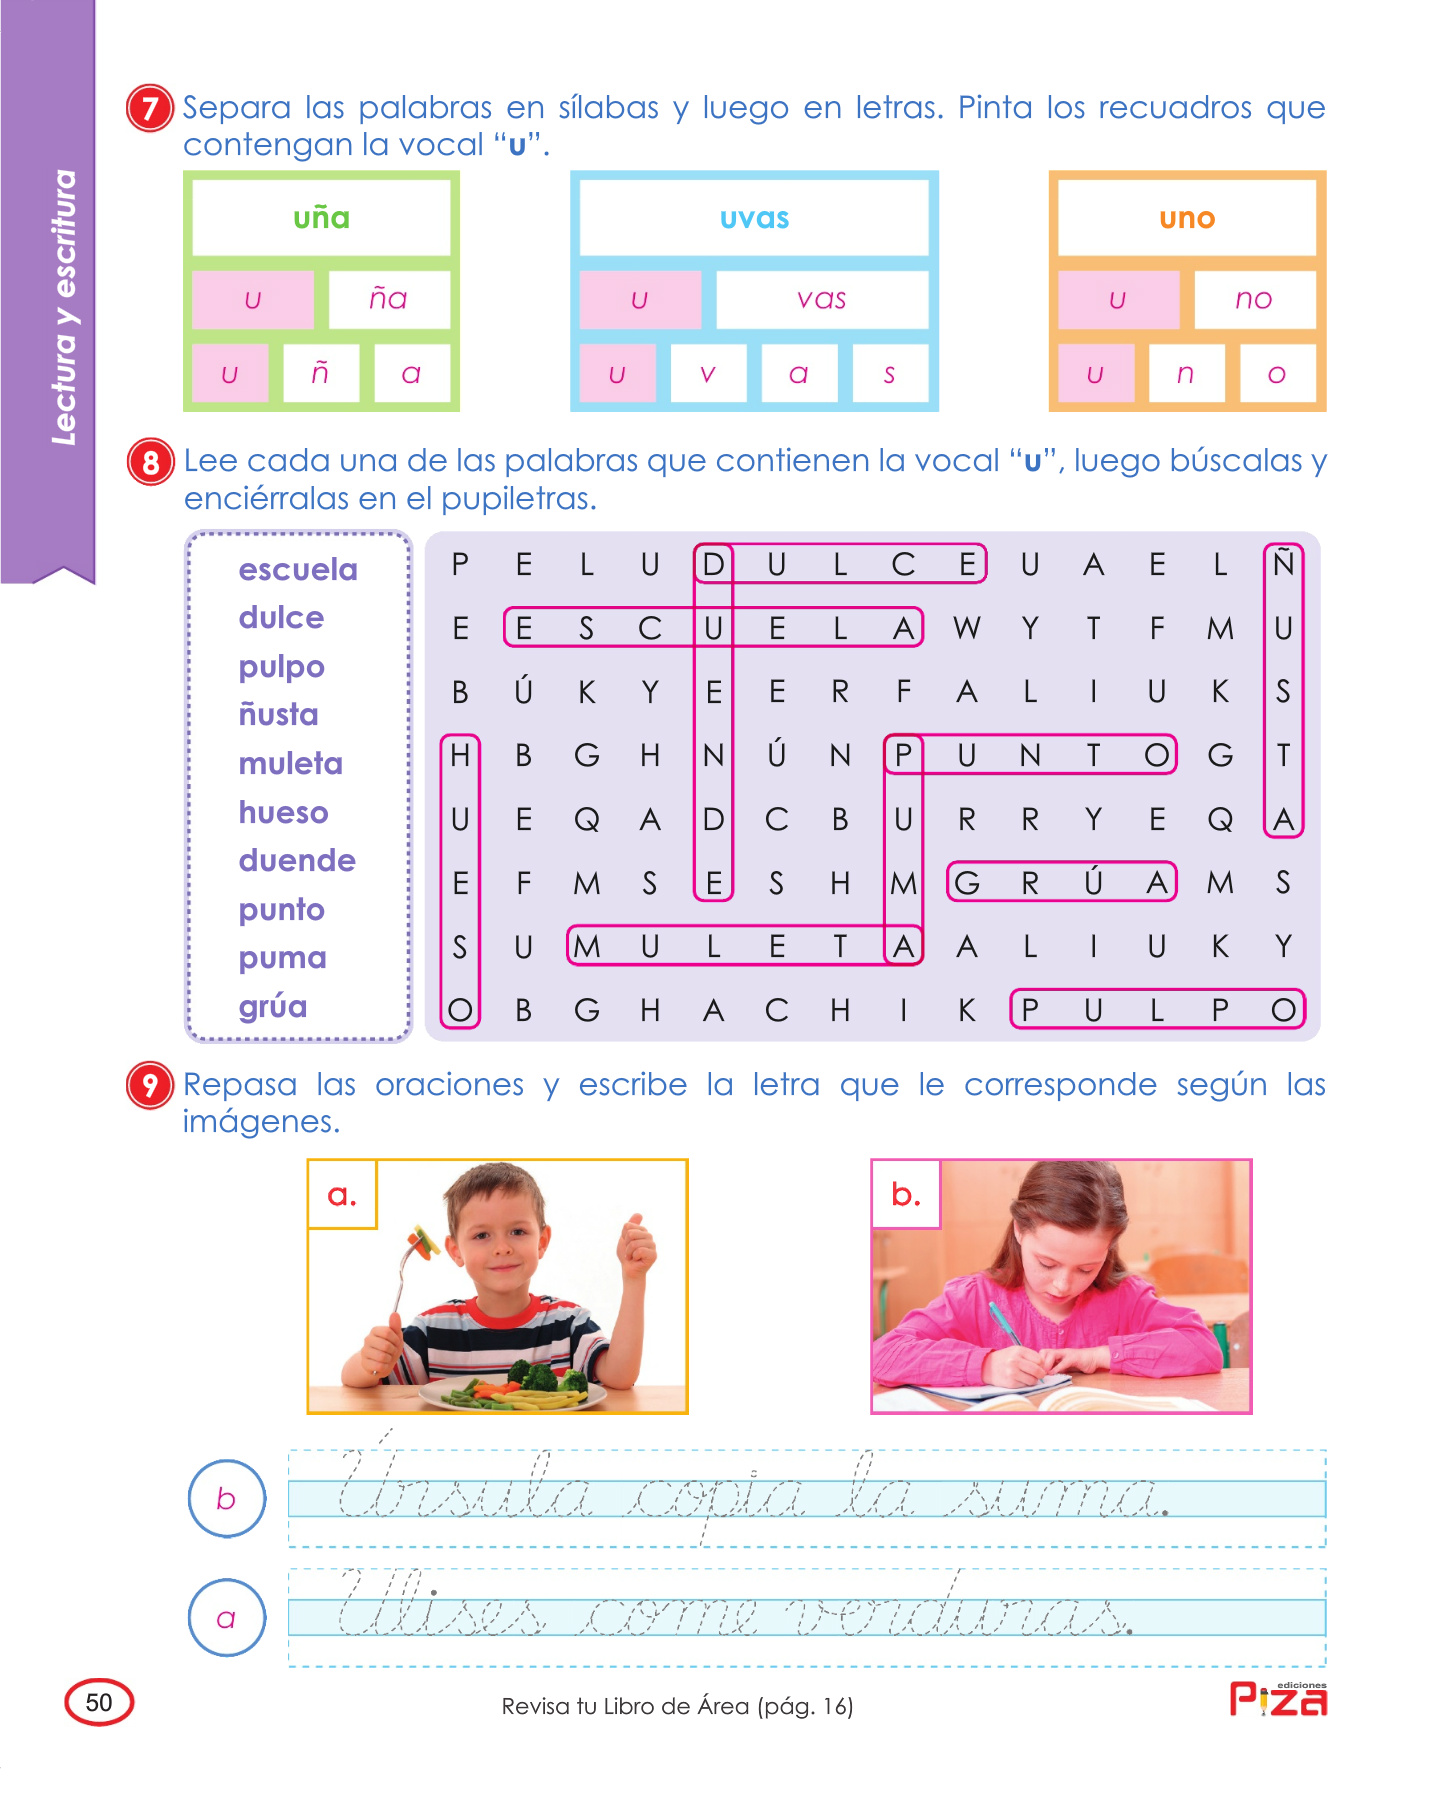 Lectura y escritura
7 Separa las palabras en sílabas y luego en letras. Pinta los recuadros que
contengan la vocal “u”.
uña uvas uno
u ña u vas u no
u ñ a u v a s u n o
8 Lee cada una de las palabras que contienen la vocal “u”, luego búscalas y
enciérralas en el pupiletras.
escuela
dulce
pulpo
ñusta
muleta
hueso
duende
punto
puma
grúa
P E L U D U L C E U A E L Ñ
E E S C U E L A W Y T F M U
B Ú K Y E E R F A L I U K S
H B G H N Ú N P U N T O G T
U E Q A D C B U R R Y E Q A
E F M S E S H M G R Ú A M S
S U M U L E T A A L I U K Y
O B G H A C H I K P U L P O
9 Repasa las oraciones y escribe la letra que le corresponde según las
imágenes.
a. b.
b Úrsula copia la suma.
a Ulises come verduras.
50 Revisa tu Libro de Área (pág. 16) ediciones
Piza